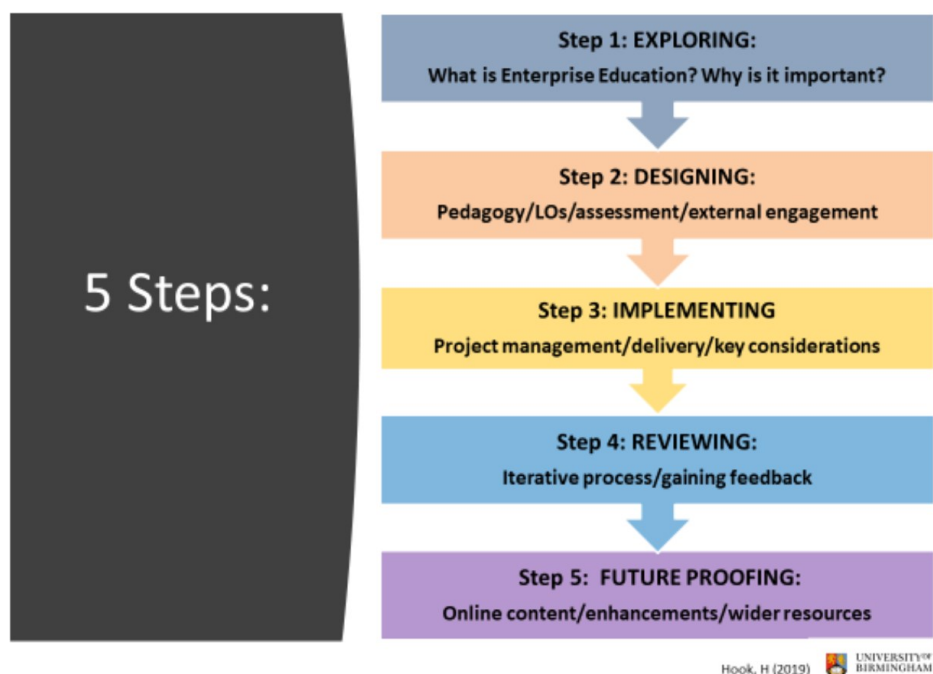 5 Steps:
Step 1: EXPLORING:
What is Enterprise Education? Why is it important?
Step 2: DESIGNING:
Pedagogy/LOs/assessment/external engagement
Step 3: IMPLEMENTING
Project management/delivery/key considerations
Step 4: REVIEWING:
Iterative process/gaining feedback
Step 5: FUTURE PROOFING:
Online content/enhancements/wider resources
Hook, H (2019)
UNIVERSITY OF
BIRMINGHAM